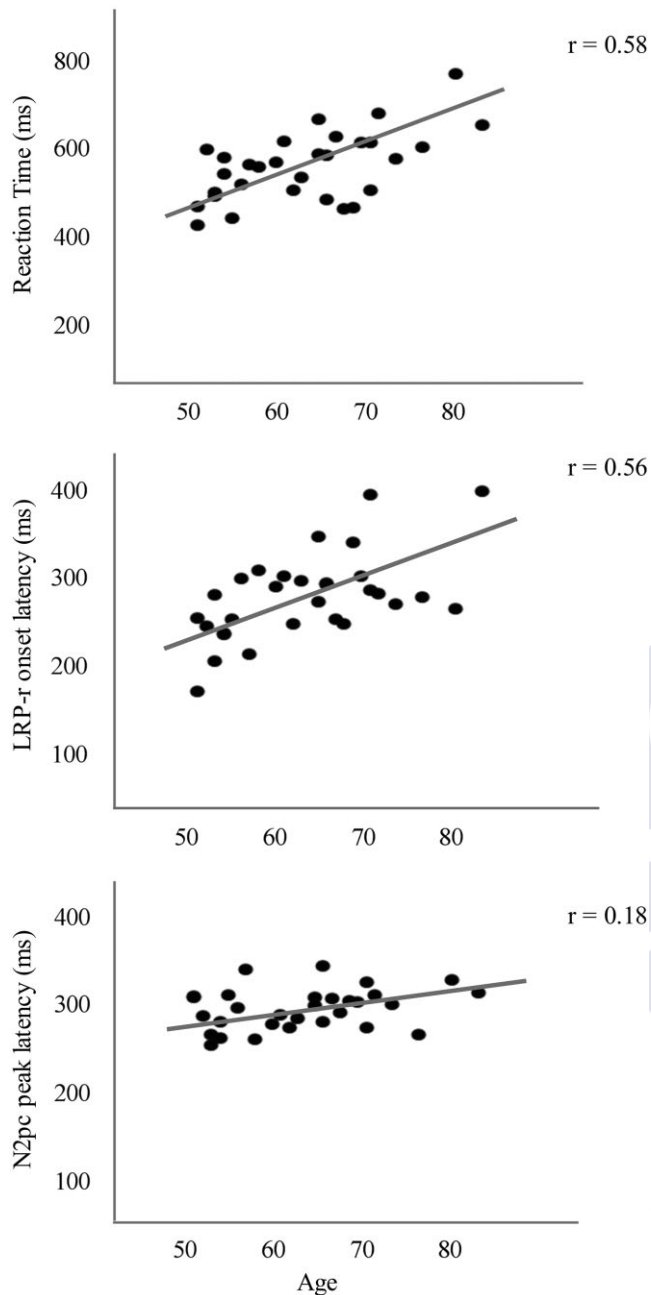 r = 0.58
Reaction Time (ms)
800
600
400
200
50 60 70 80
r = 0.56
LRP-r onset latency (ms)
400
300
200
100
50 60 70 80
r = 0.18
N2pc peak latency (ms)
400
300
200
100
50 60 70 80
Age